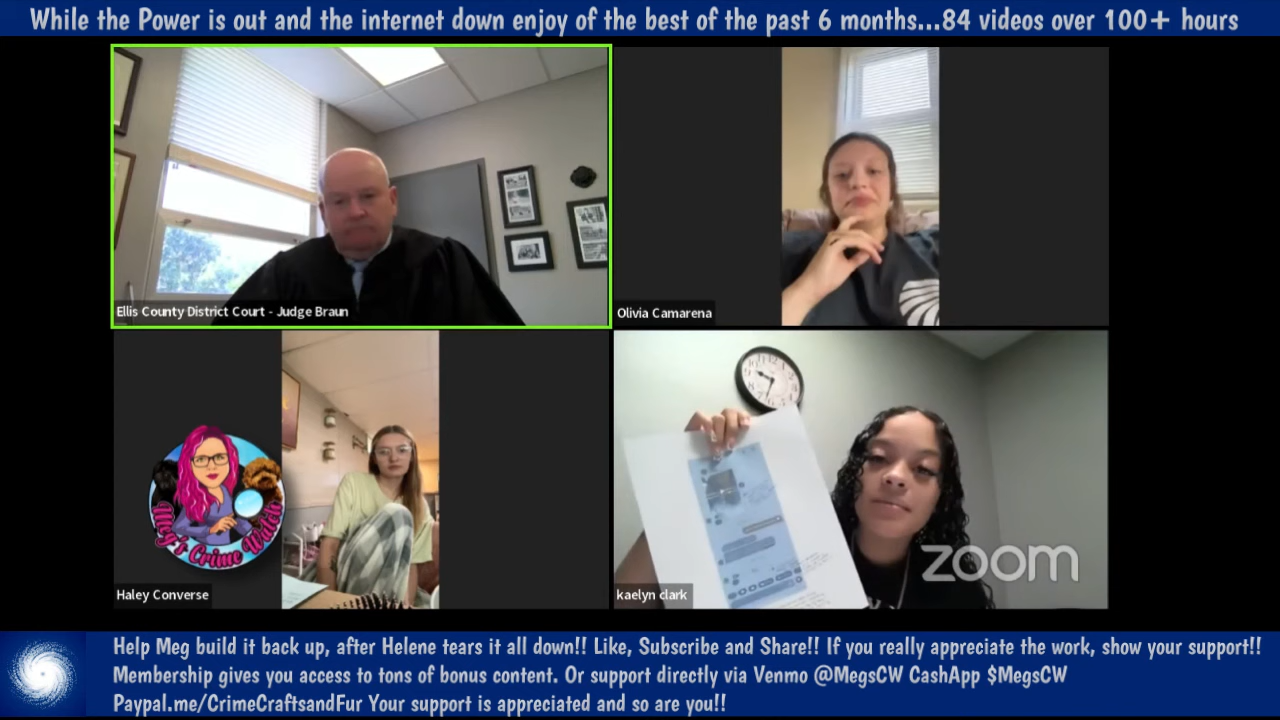 While the Power is out and the internet down enjoy of the best of the past 6 months...84 videos over 100+ hours
Ellis County District Court - Judge Braun
Olivia Camarena
Meg's Crime Watch
Haley Converse
kaelyn clark
zoom
Help Meg build it back up, after Helene tears it all down!! Like, Subscribe and Share!! If you really appreciate the work, show your support!!
Membership gives you access to tons of bonus content. Or support directly via Venmo @MegsCW CashApp $MegsCW
Paypal.me/CrimeCraftsandFur Your support is appreciated and so are you!!